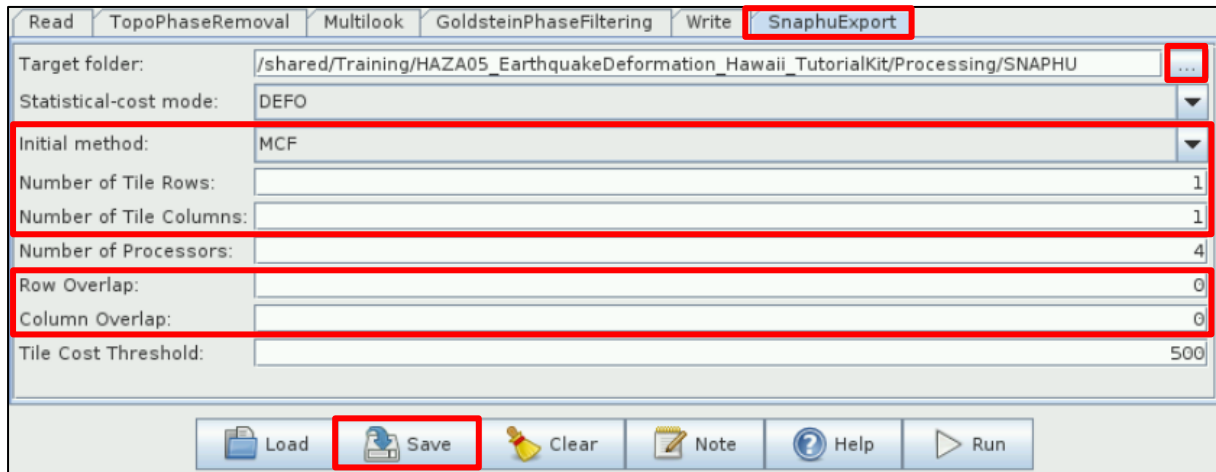 Read TopoPhaseRemoval Multilook GoldsteinPhaseFiltering Write SnaphuExport
Target folder: /shared/Training/HAZA05_EarthquakeDeformation_Hawaii_TutorialKit/Processing/SNAPHU ...
Statistical-cost mode: DEFO
Initial method: MCF
Number of Tile Rows: 1
Number of Tile Columns: 1
Number of Processors: 4
Row Overlap: 0
Column Overlap: 0
Tile Cost Threshold: 500
Load Save Clear Note Help Run